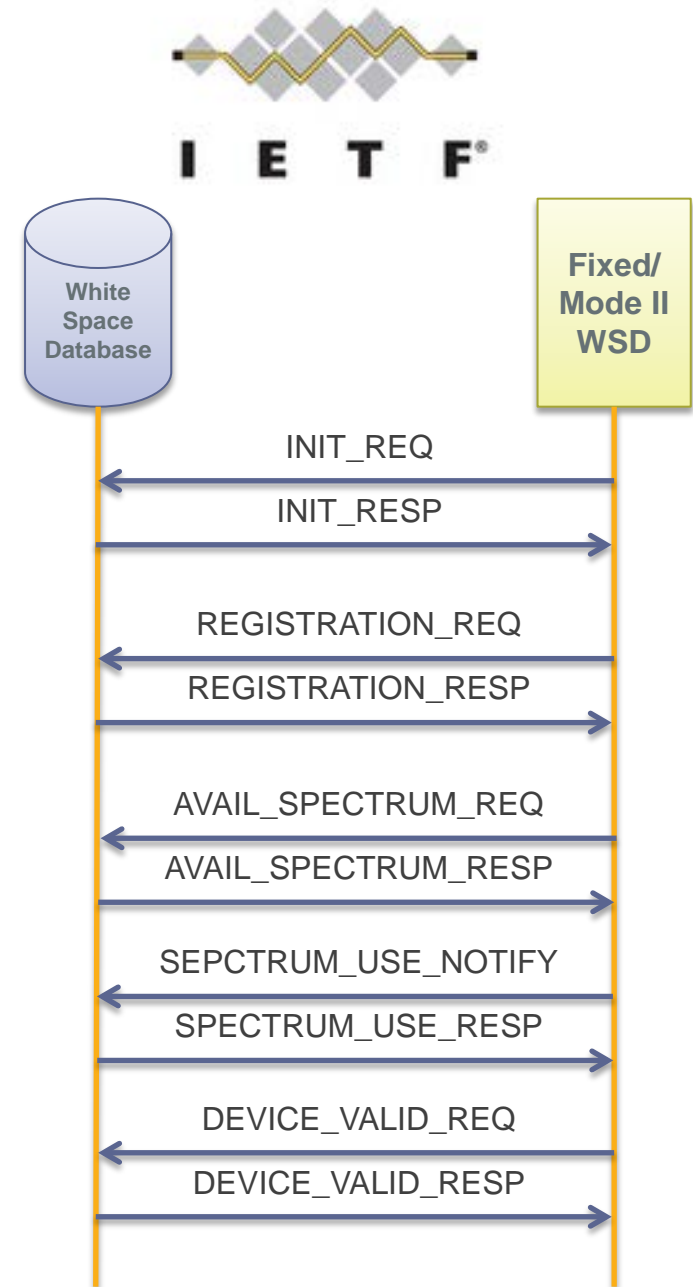 I E T F®
White
Space
Database
Fixed/
Mode II
WSD
INIT_REQ
INIT_RESP
REGISTRATION_REQ
REGISTRATION_RESP
AVAIL_SPECTRUM_REQ
AVAIL_SPECTRUM_RESP
SEPCTRUM_USE_NOTIFY
SPECTRUM_USE_RESP
DEVICE_VALID_REQ
DEVICE_VALID_RESP